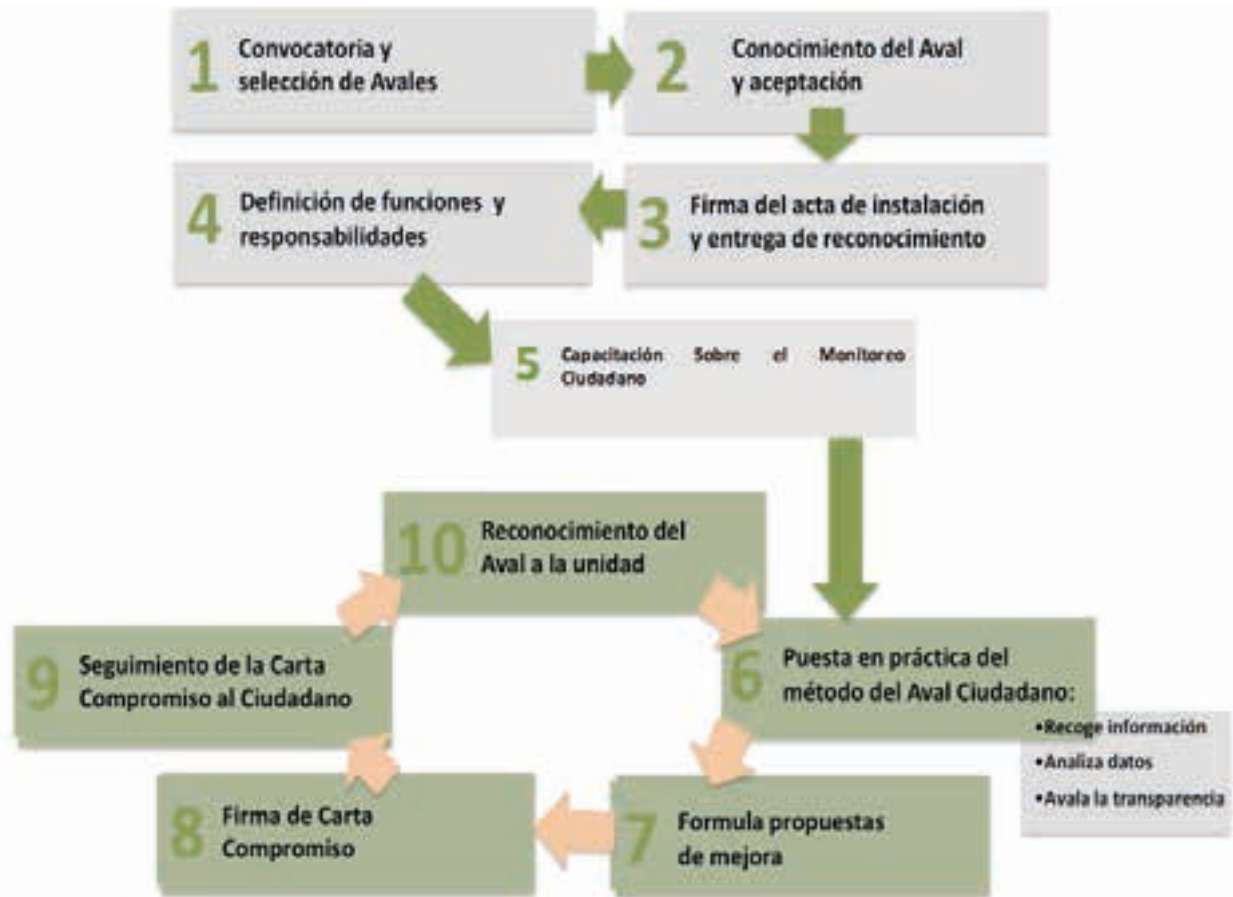 1 Convocatoria y
selección de Avales
2 Conocimiento del Aval
y aceptación
3 Firma del acta de instalación
y entrega de reconocimiento
4 Definición de funciones y
responsabilidades
5 Capacitación Sobre el Monitoreo
Ciudadano
6 Puesta en práctica del
método del Aval Ciudadano:
•Recoge información
•Analiza datos
•Avala la transparencia
7 Formula propuestas
de mejora
8 Firma de Carta
Compromiso
9 Seguimiento de la Carta
Compromiso al Ciudadano
10 Reconocimiento del
Aval a la unidad